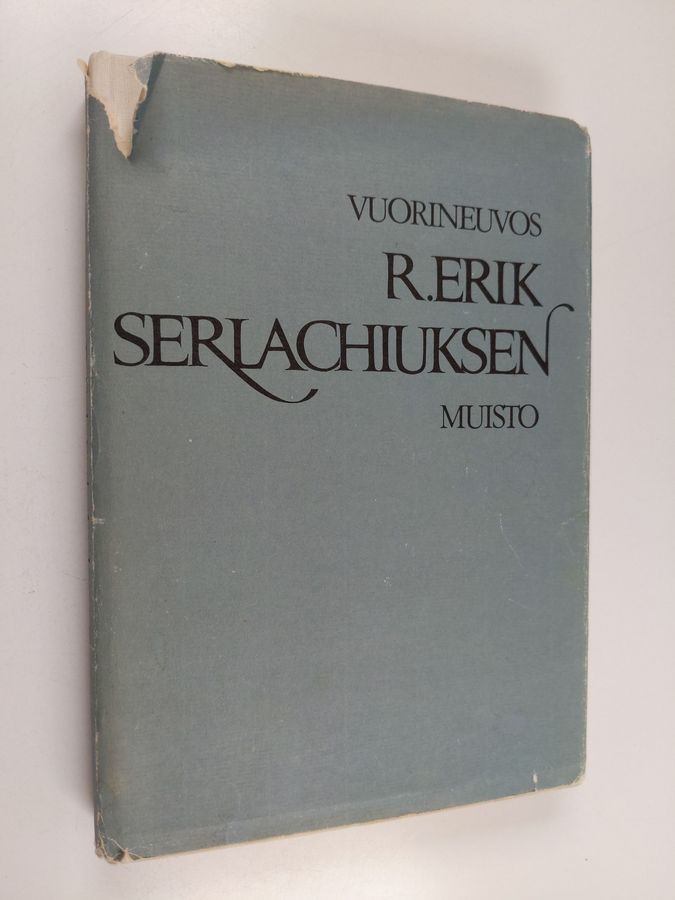 VUORINEUVOS
R.ERIK
SERLACHIUKSEN
MUISTO